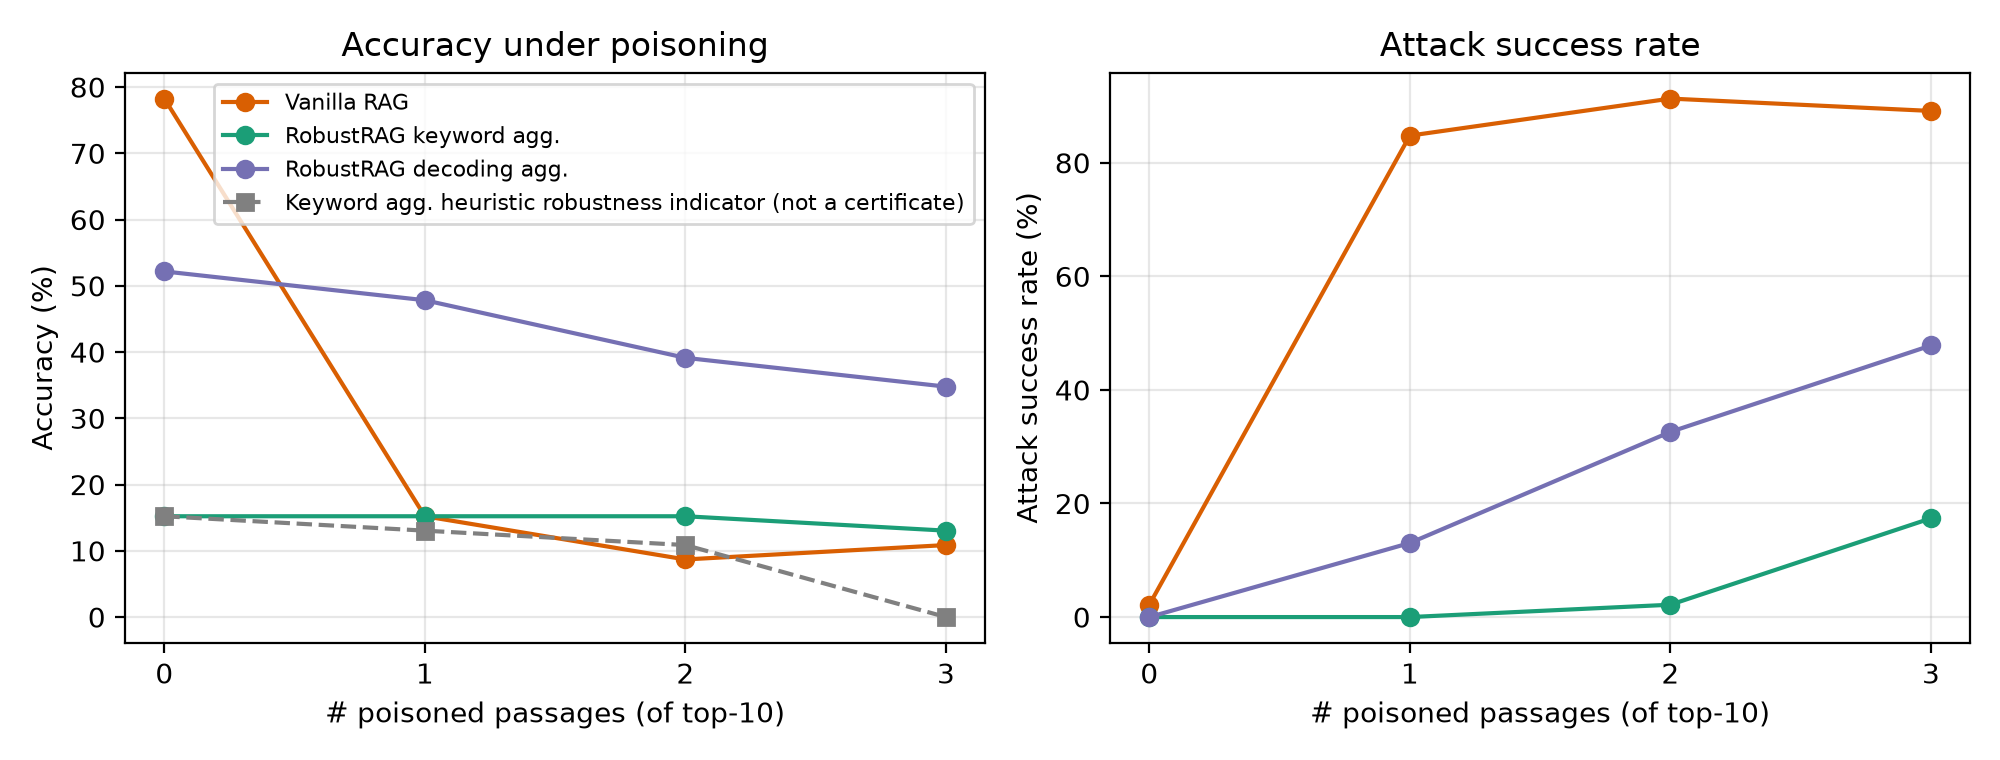 Accuracy under poisoning
80
70
60
50
40
30
20
10
0
Accuracy (%)
Vanilla RAG
RobustRAG keyword agg.
RobustRAG decoding agg.
Keyword agg. heuristic robustness indicator (not a certificate)
0 1 2 3
# poisoned passages (of top-10)
Attack success rate
80
60
40
20
0
Attack success rate (%)
0 1 2 3
# poisoned passages (of top-10)